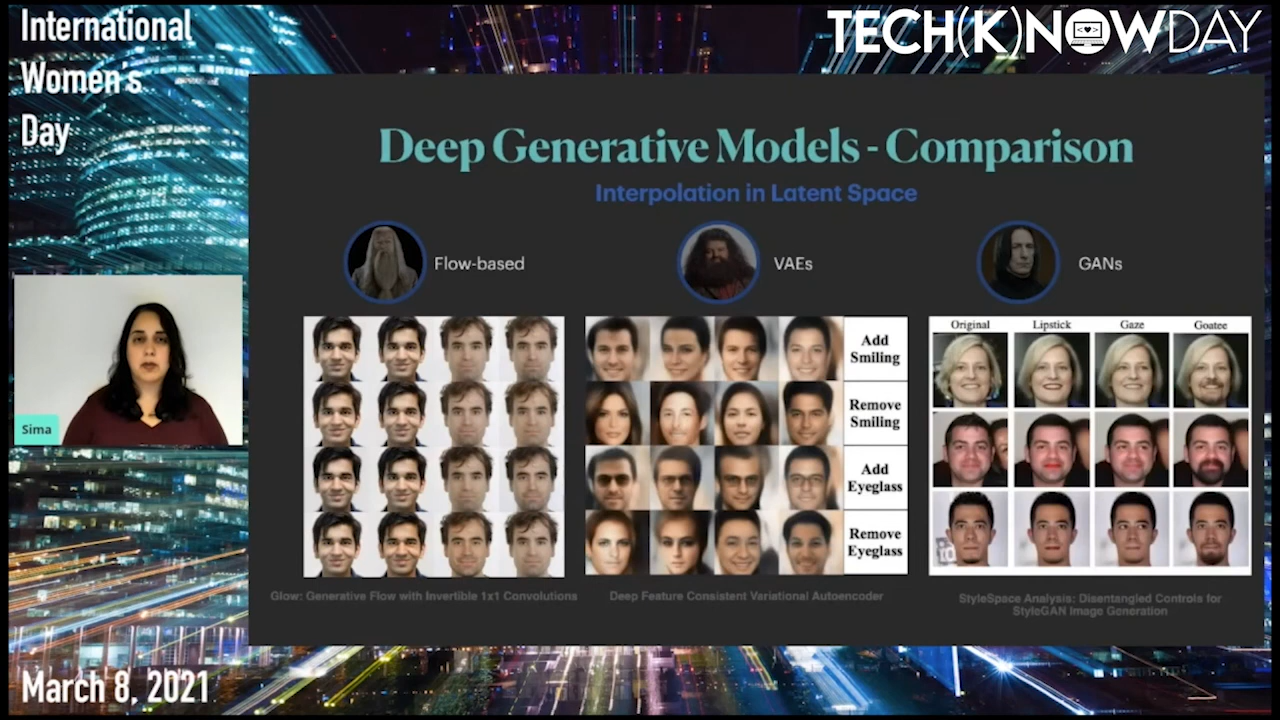 International
Women's
Day
TECH(K)NOWDAY
Deep Generative Models - Comparison
Interpolation in Latent Space
Flow-based
VAEs
GANs
Add
Smiling
Remove
Smiling
Add
Eyeglass
Remove
Eyeglass
Original Lipstick Gaze Goatee
Glow: Generative Flow with Invertible 1x1 Convolutions
Deep Feature Consistent Variational Autoencoder
StyleSpace Analysis: Disentangled Controls for
StyleGAN Image Generation
Sima
March 8, 2021